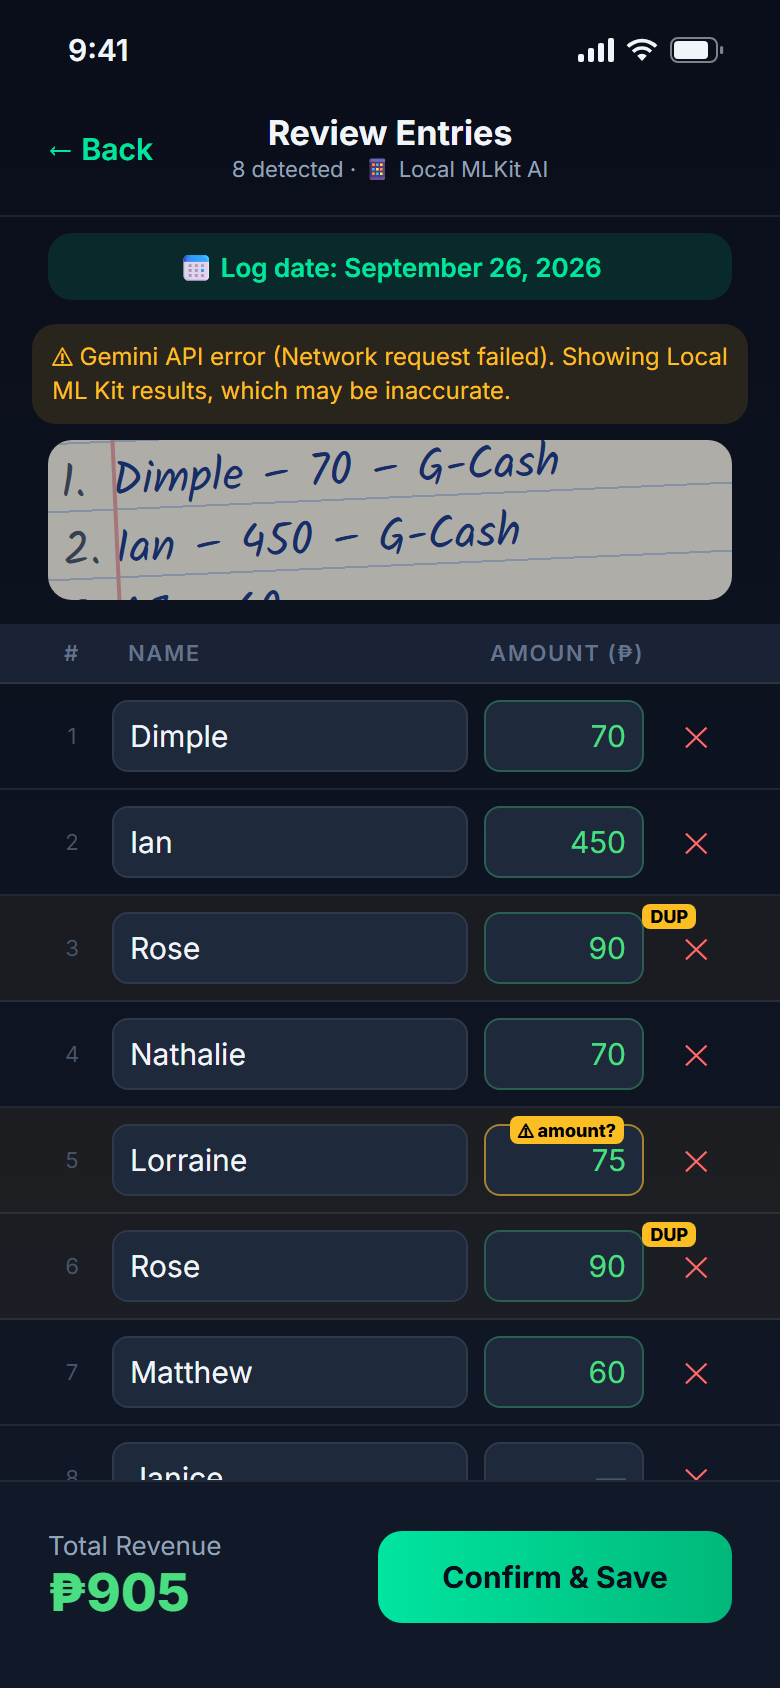 9:41
← Back
Review Entries
8 detected · Local MLKit AI
Log date: September 26, 2026
⚠ Gemini API error (Network request failed). Showing Local
ML Kit results, which may be inaccurate.
1. Dimple – 70 – G-Cash
2. Ian – 450 – G-Cash
# NAME AMOUNT (₱)
1 Dimple 70
2 Ian 450
DUP
3 Rose 90
4 Nathalie 70
⚠ amount?
5 Lorraine 75
DUP
6 Rose 90
7 Matthew 60
8 Janice —
Total Revenue
₱905
Confirm & Save